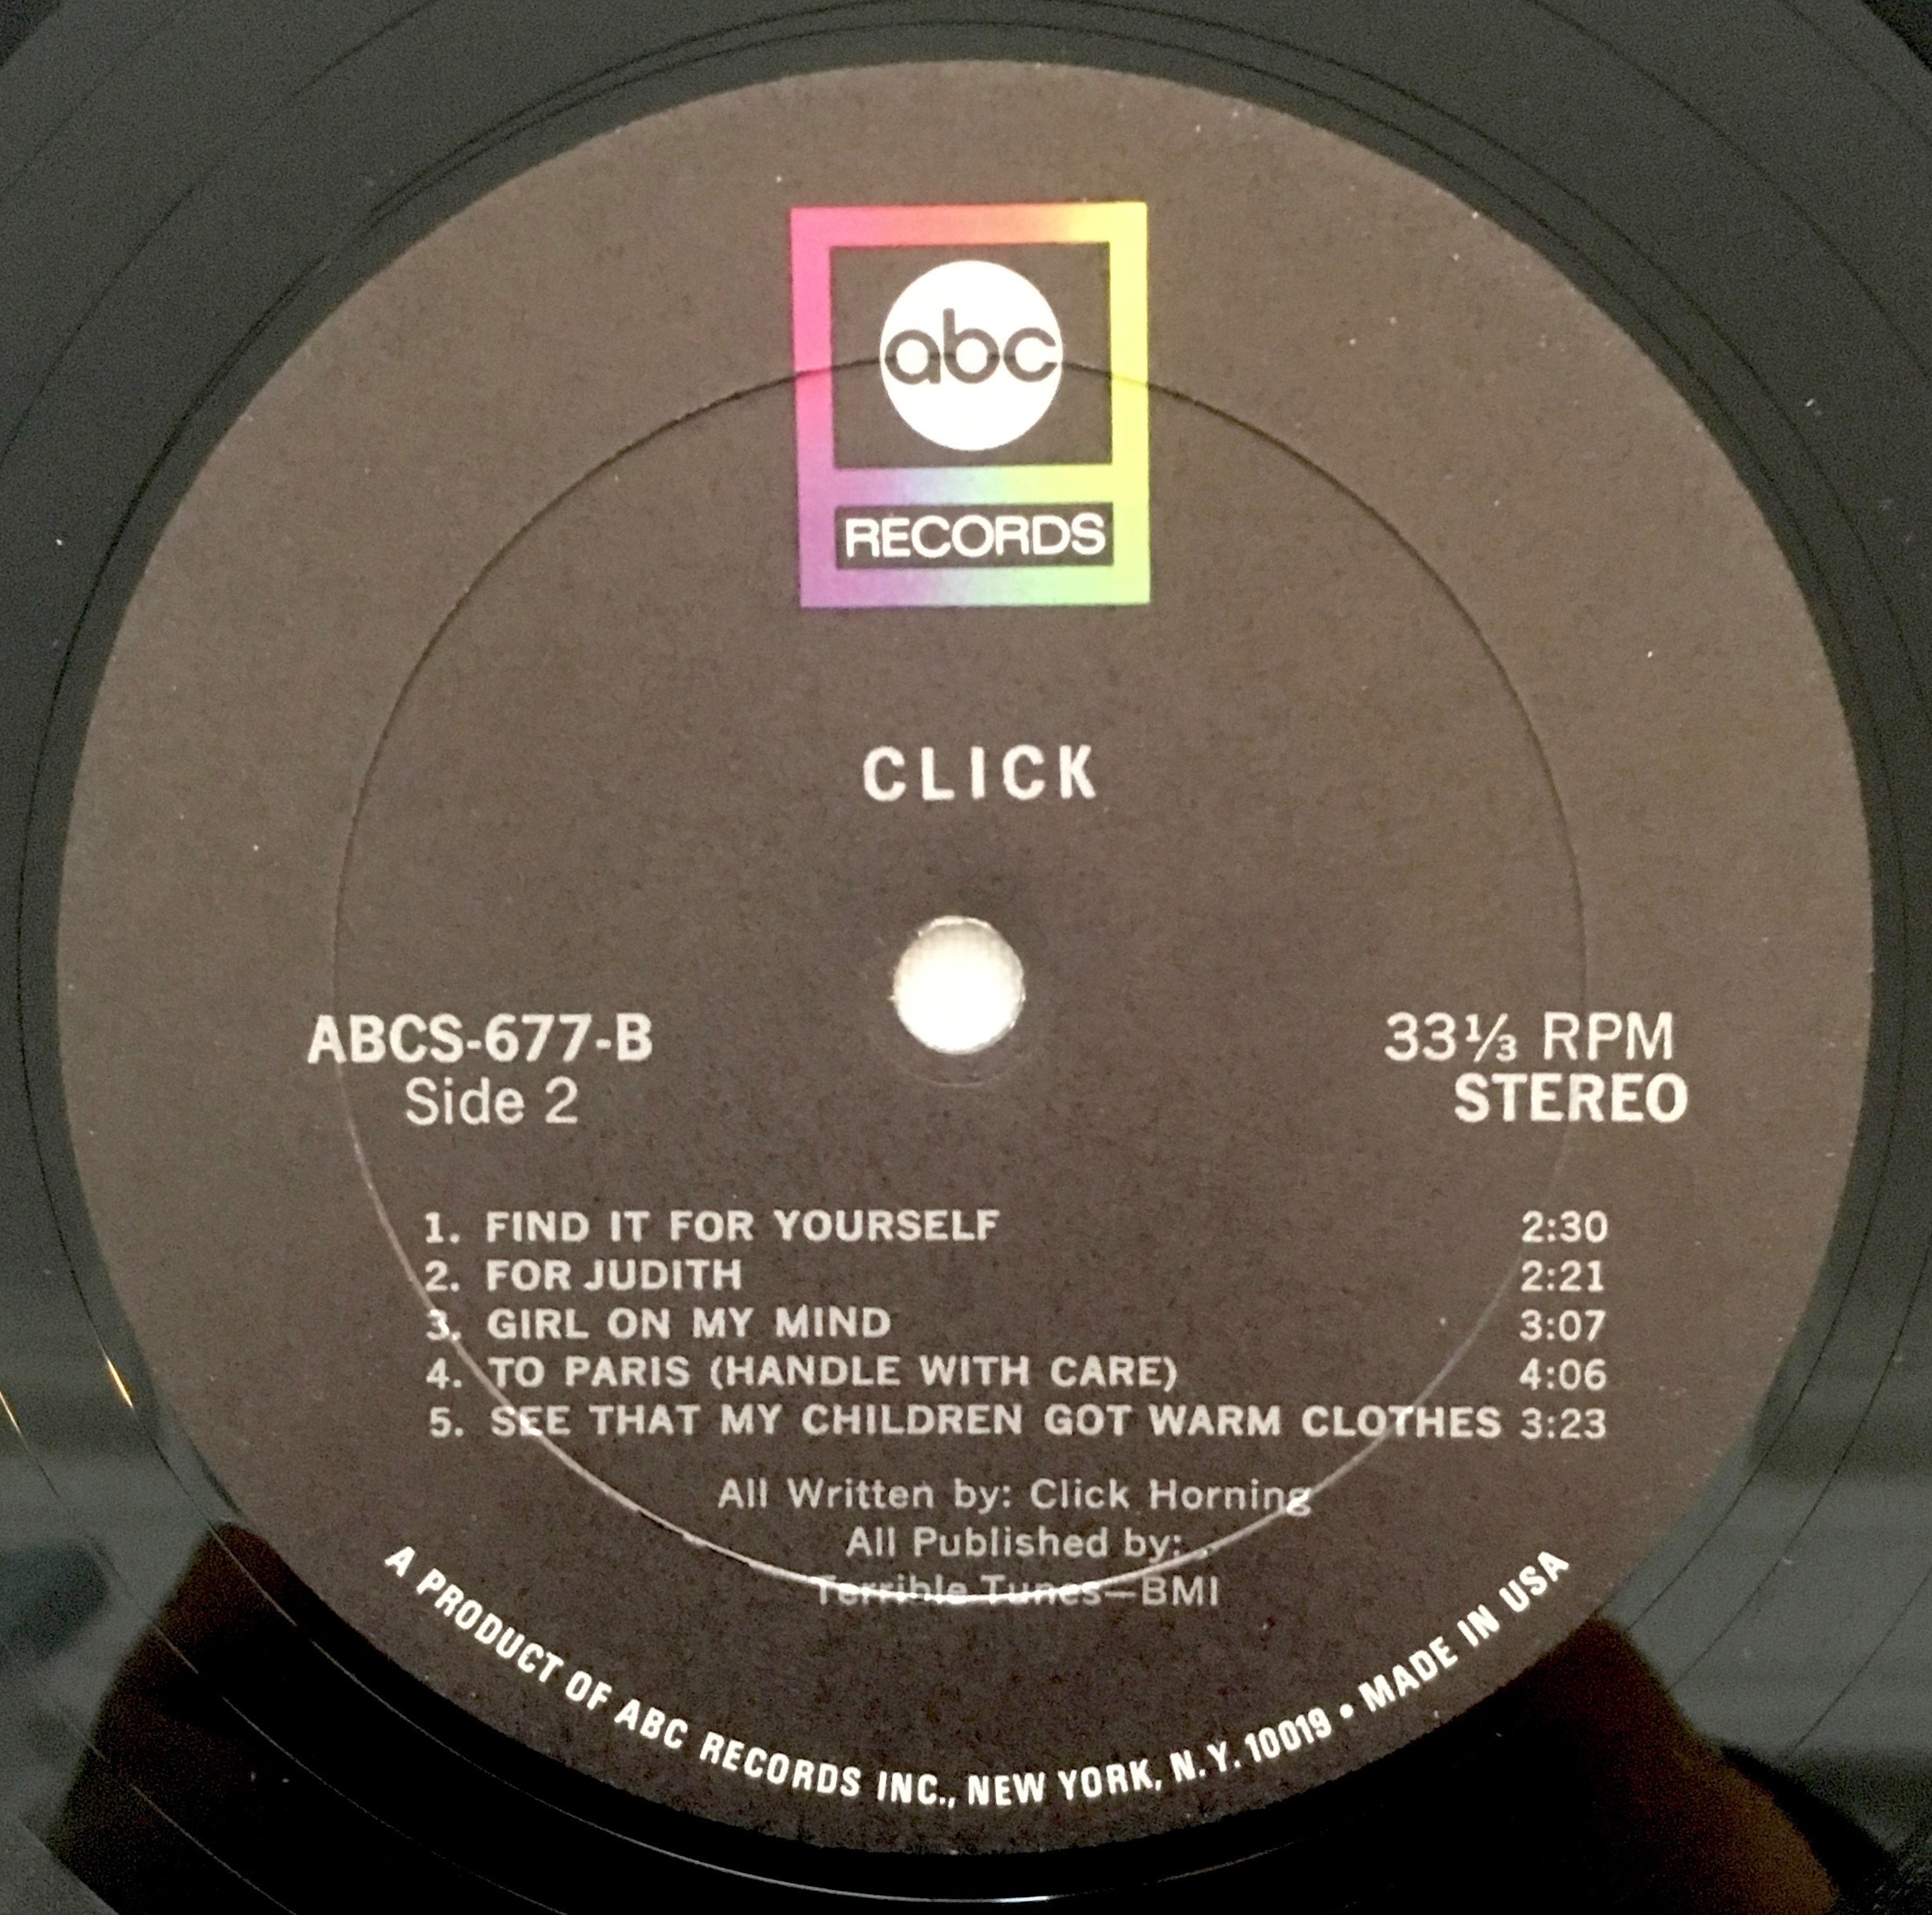 abc
RECORDS
CLICK
ABCS-677-B
Side 2
33⅓ RPM
STEREO
1. FIND IT FOR YOURSELF 2:30
2. FOR JUDITH 2:21
3. GIRL ON MY MIND 3:07
4. TO PARIS (HANDLE WITH CARE) 4:06
5. SEE THAT MY CHILDREN GOT WARM CLOTHES 3:23
All Written by: Click Horning
All Published by:
Terrible Tunes—BMI
A PRODUCT OF ABC RECORDS INC., NEW YORK, N.Y. 10019 • MADE IN USA